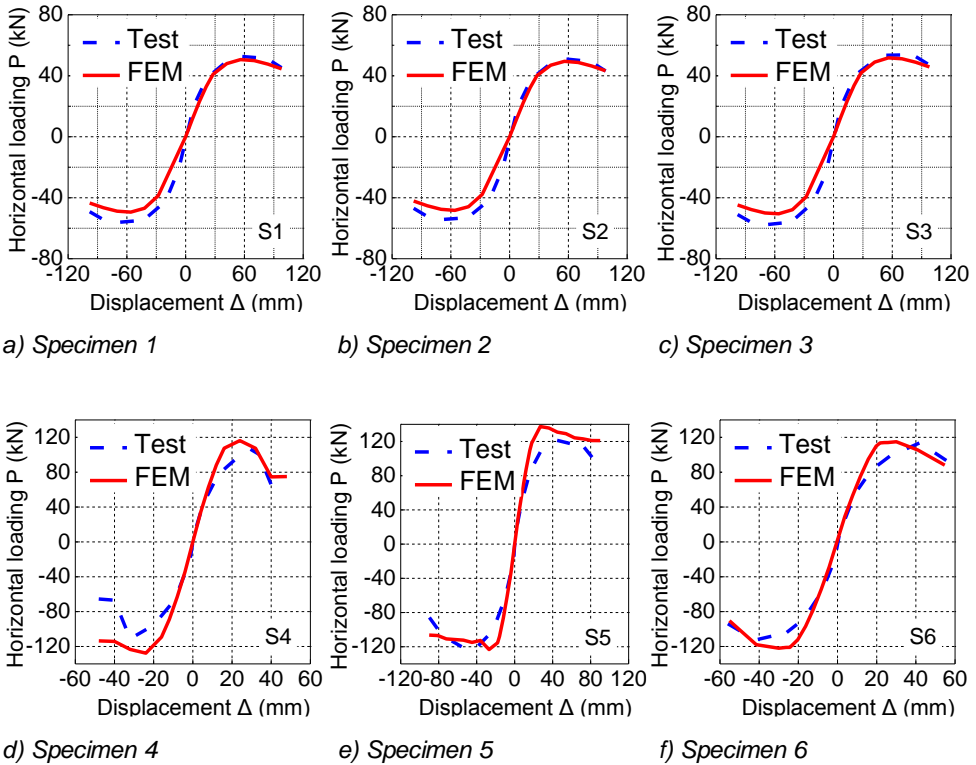 Horizontal loading P (kN)
80
40
0
-40
-80
Test
FEM
S1
-120 -60 0 60 120
Displacement Δ (mm)
a) Specimen 1
Horizontal loading P (kN)
80
40
0
-40
-80
Test
FEM
S2
-120 -60 0 60 120
Displacement Δ (mm)
b) Specimen 2
Horizontal loading P (kN)
80
40
0
-40
-80
Test
FEM
S3
-120 -60 0 60 120
Displacement Δ (mm)
c) Specimen 3
Horizontal loading P (kN)
120
80
40
0
-40
-80
-120
Test
FEM
S4
-60 -40 -20 0 20 40 60
Displacement Δ (mm)
d) Specimen 4
Horizontal loading P (kN)
120
80
40
0
-40
-80
-120
Test
FEM
S5
-120 -80 -40 0 40 80 120
Displacement Δ (mm)
e) Specimen 5
Horizontal loading P (kN)
120
80
40
0
-40
-80
-120
Test
FEM
S6
-60 -40 -20 0 20 40 60
Displacement Δ (mm)
f) Specimen 6